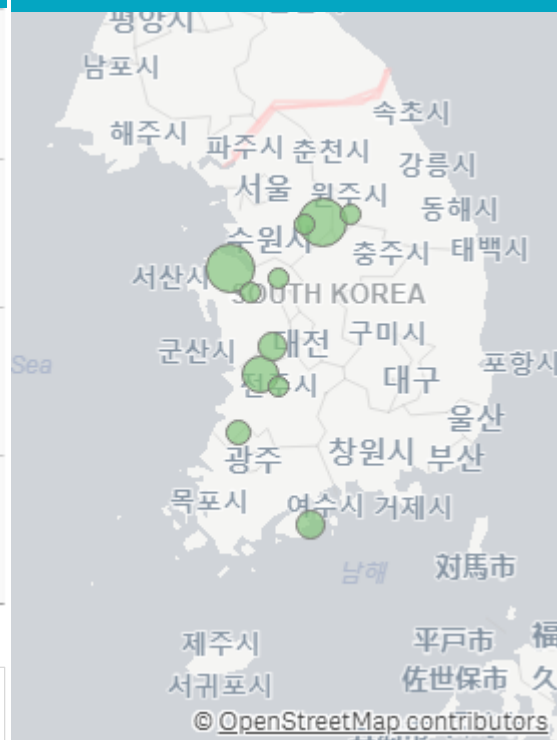 평양시
남포시
속초시
해주시
파주시 춘천시
강릉시
서울 원주시
동해시
수원시
충주시 태백시
서산시
SOUTH KOREA
군산시 대전 구미시
Sea
포항시
전주시
대구
울산
광주 창원시 부산
목포시 여수시 거제시
남해 対馬市
제주시 平戸市 福
서귀포시 佐世保市 久
© OpenStreetMap contributors